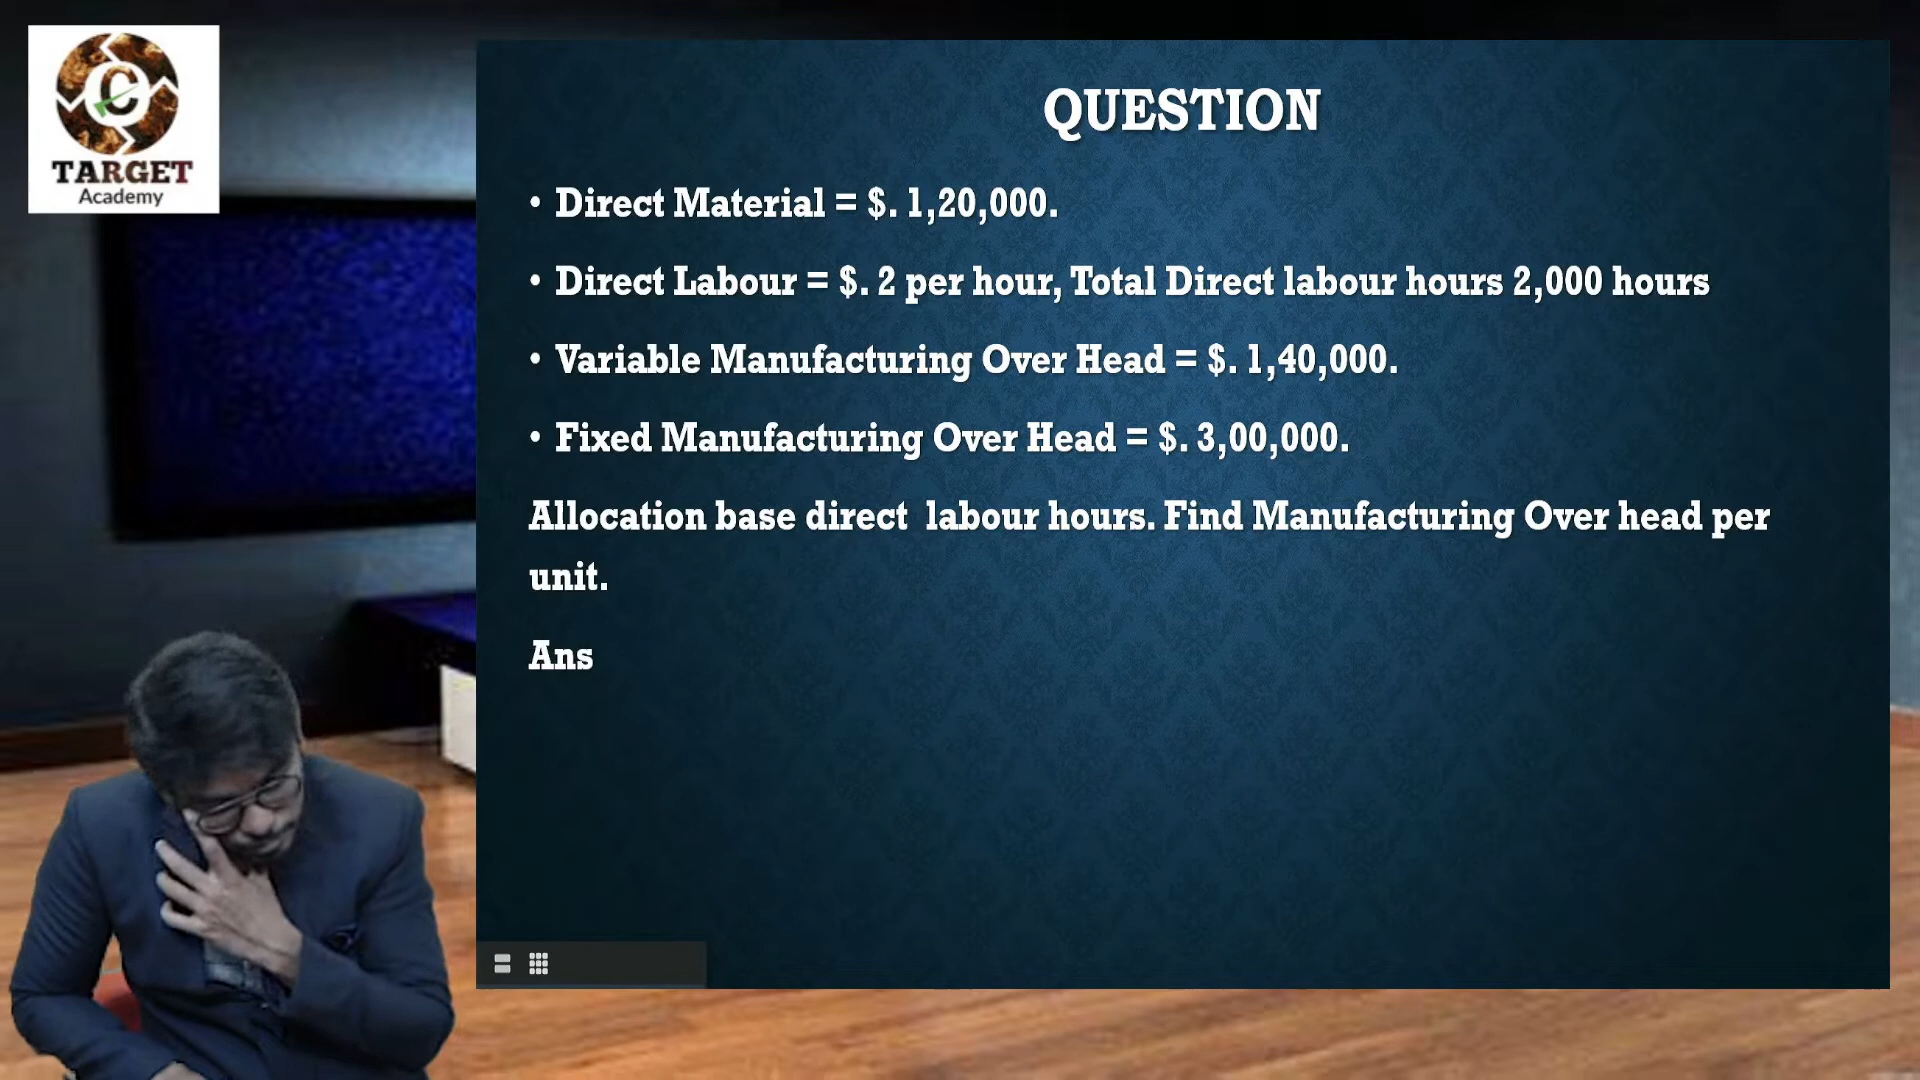 C
TARGET
Academy
QUESTION
• Direct Material = $. 1,20,000.
• Direct Labour = $. 2 per hour, Total Direct labour hours 2,000 hours
• Variable Manufacturing Over Head = $. 1,40,000.
• Fixed Manufacturing Over Head = $. 3,00,000.
Allocation base direct labour hours. Find Manufacturing Over head per
unit.
Ans